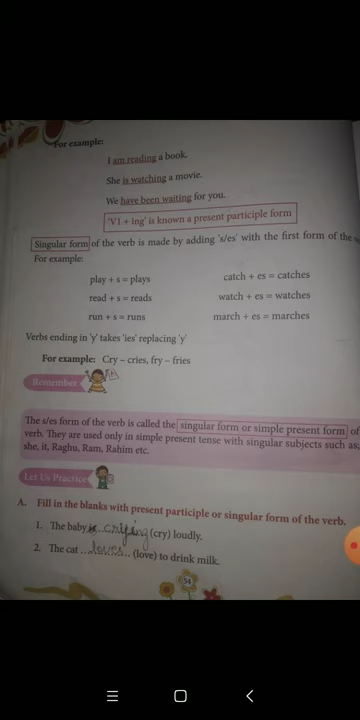 For example:
I am reading a book.
She is watching a movie.
We have been waiting for you.
'V1 + ing' is known a present participle form
Singular form of the verb is made by adding 's/es' with the first form of the
For example:
play + s = plays catch + es = catches
read + s = reads watch + es = watches
run + s = runs march + es = marches
Verbs ending in 'y' takes 'ies' replacing 'y'
For example: Cry – cries, fry – fries
Remember
The s/es form of the verb is called the singular form or simple present form of
verb. They are used only in simple present tense with singular subjects such as;
she, it, Raghu, Ram, Rahim etc.
Let Us Practice
A. Fill in the blanks with present participle or singular form of the verb.
1. The baby is crying (cry) loudly.
2. The cat ...loves.. (love) to drink milk.
54